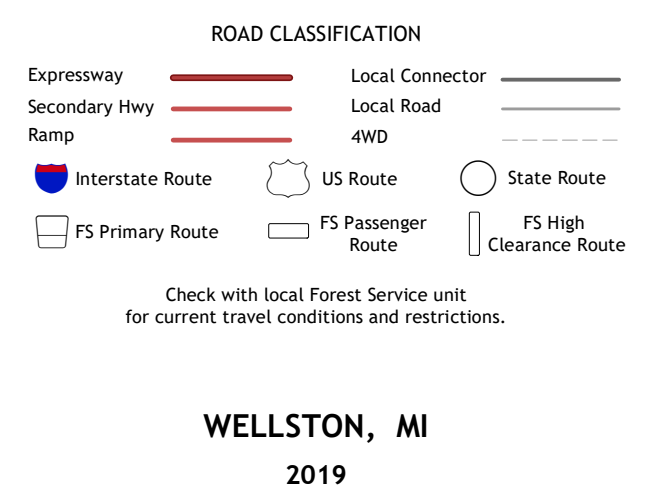 ROAD CLASSIFICATION
Expressway
Local Connector
Secondary Hwy
Local Road
Ramp
4WD
Interstate Route
US Route
State Route
FS Primary Route
FS Passenger
Route
FS High
Clearance Route
Check with local Forest Service unit
for current travel conditions and restrictions.
WELLSTON, MI
2019